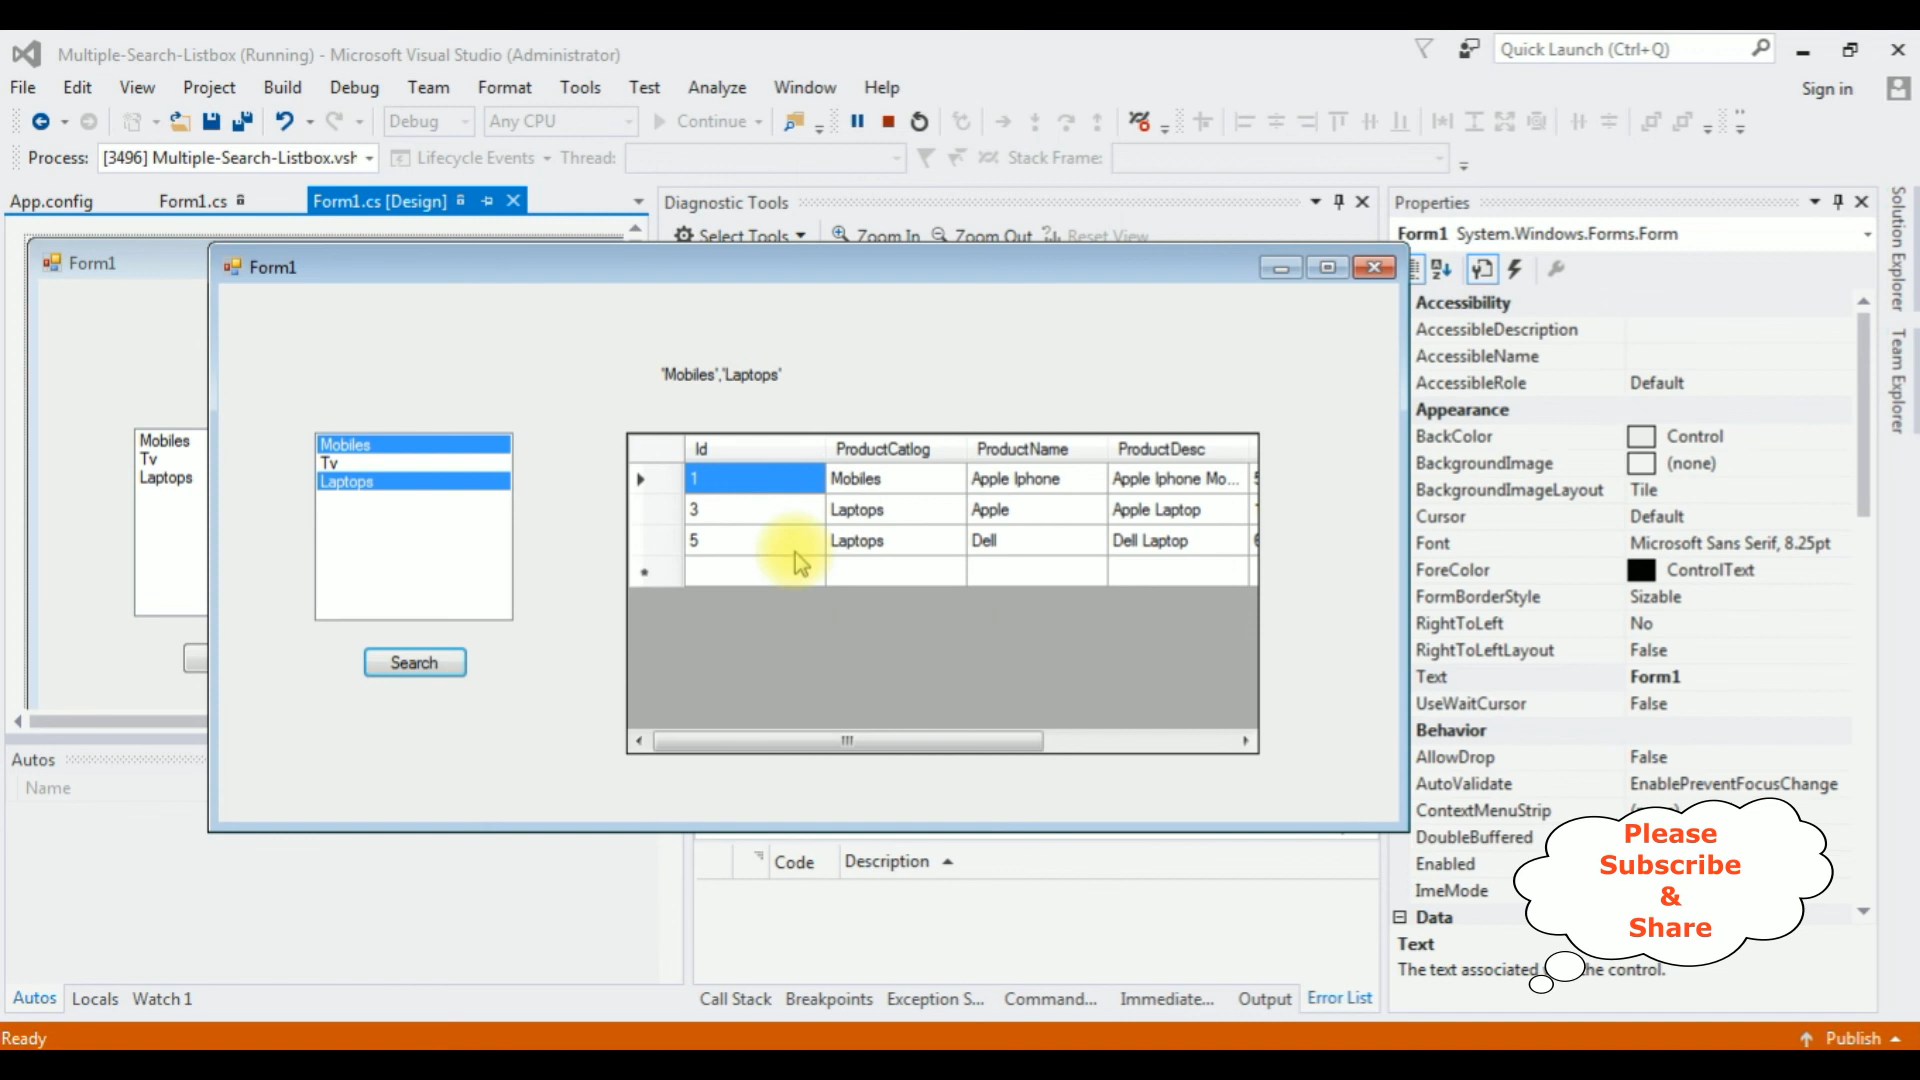 Multiple-Search-Listbox (Running) - Microsoft Visual Studio (Administrator)
Quick Launch (Ctrl+Q)
File Edit View Project Build Debug Team Format Tools Test Analyze Window Help
Sign in
Debug Any CPU Continue
Process: [3496] Multiple-Search-Listbox.vsh Lifecycle Events Thread: Stack Frame:
App.config Form1.cs Form1.cs [Design]
Diagnostic Tools
Select Tools Zoom In Zoom Out Reset View
Form1
Mobiles
Tv
Laptops
Form1
'Mobiles','Laptops'
Mobiles
Tv
Laptops
Search
Id ProductCatlog ProductName ProductDesc
1 Mobiles Apple Iphone Apple Iphone Mo...
3 Laptops Apple Apple Laptop
5 Laptops Dell Dell Laptop
Properties
Form1 System.Windows.Forms.Form
Accessibility
AccessibleDescription
AccessibleName
AccessibleRole Default
Appearance
BackColor Control
BackgroundImage (none)
BackgroundImageLayout Tile
Cursor Default
Font Microsoft Sans Serif, 8.25pt
ForeColor ControlText
FormBorderStyle Sizable
RightToLeft No
RightToLeftLayout False
Text Form1
UseWaitCursor False
Behavior
AllowDrop False
AutoValidate EnablePreventFocusChange
ContextMenuStrip
DoubleBuffered
Enabled
ImeMode
Data
Text
The text associated the control.
Solution Explorer
Team Explorer
Please
Subscribe
&
Share
Autos
Name
Code Description
Autos Locals Watch 1
Call Stack Breakpoints Exception S... Command... Immediate... Output Error List
Ready
Publish